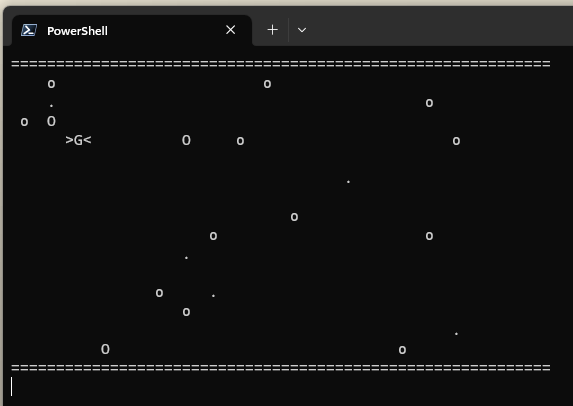 PowerShell
============================================================
    o                       o
    .                                         o
 o  O
      >G<          O     o                       o
                                     .
                               o
                      o                       o
                   .
                o     .
                   o
                                                 .
          O                                o
============================================================